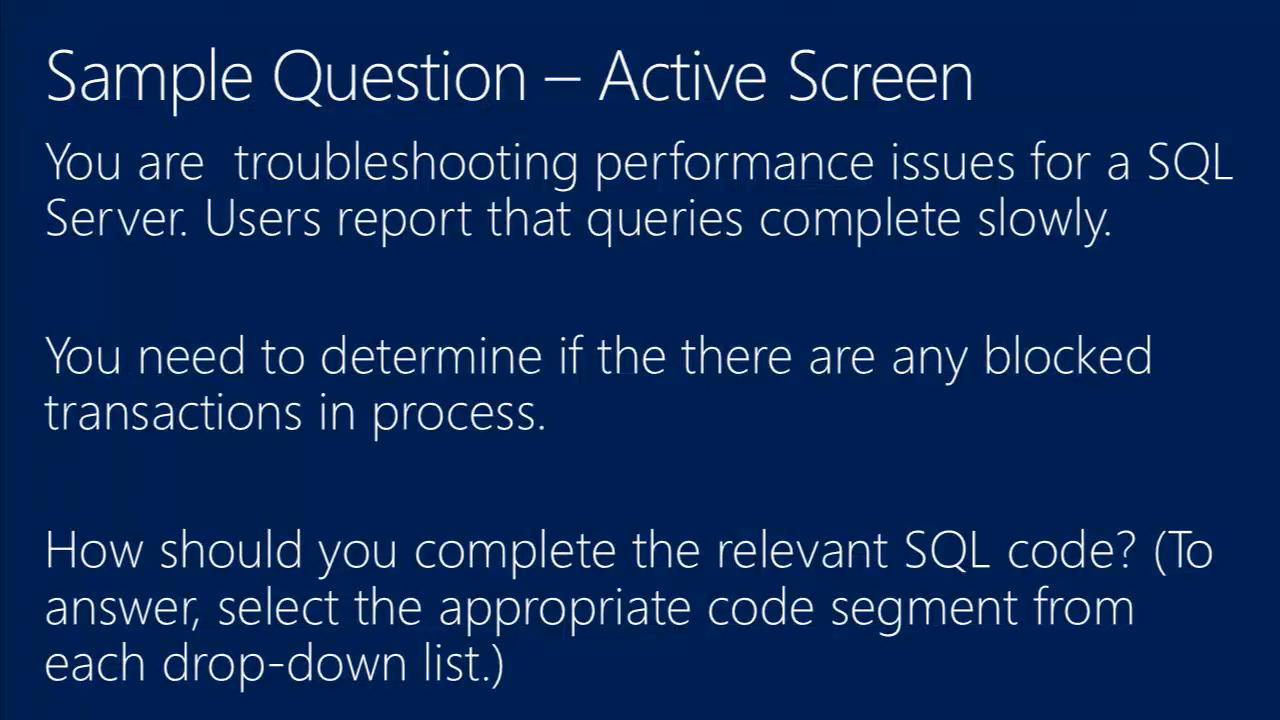 Sample Question – Active Screen
You are  troubleshooting performance issues for a SQL
Server. Users report that queries complete slowly.
You need to determine if the there are any blocked
transactions in process.
How should you complete the relevant SQL code? (To
answer, select the appropriate code segment from
each drop-down list.)